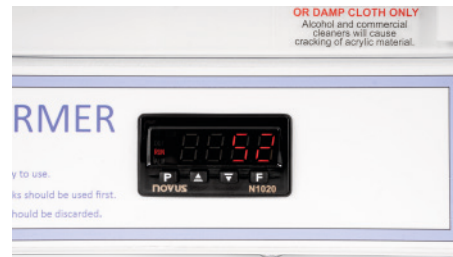 OR DAMP CLOTH ONLY
Alcohol and commercial
cleaners will cause
cracking of acrylic material.
RMER
y to use.
ks should be used first.
hould be discarded.
RUN
52
P F
novus N1020